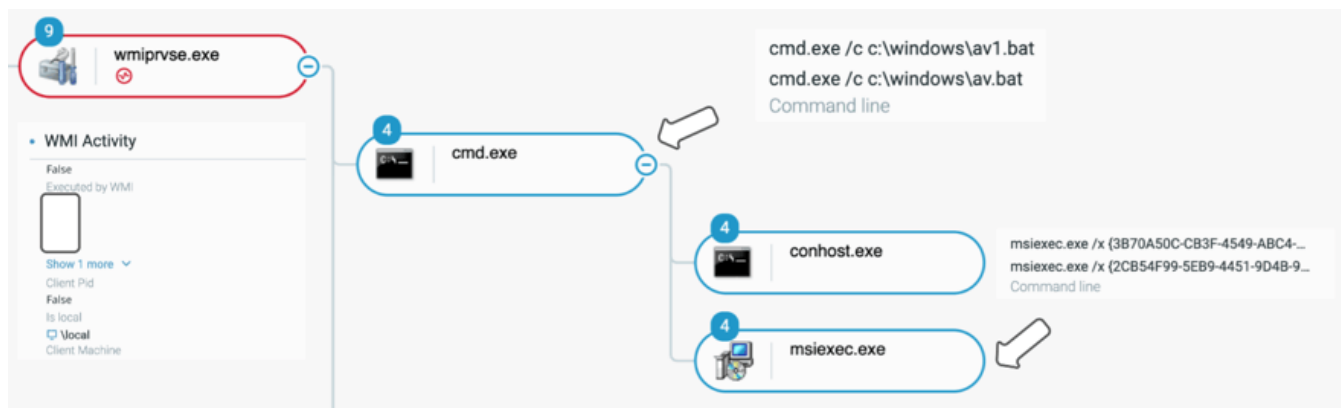 9
wmiprvse.exe
WMI Activity
False
Executed by WMI
Show 1 more
Client Pid
False
Is local
\local
Client Machine
cmd.exe /c c:\windows\av1.bat
cmd.exe /c c:\windows\av.bat
Command line
4
cmd.exe
4
conhost.exe
msiexec.exe /x {3B70A50C-CB3F-4549-ABC4-...
msiexec.exe /x {2CB54F99-5EB9-4451-9D4B-9...
Command line
4
msiexec.exe